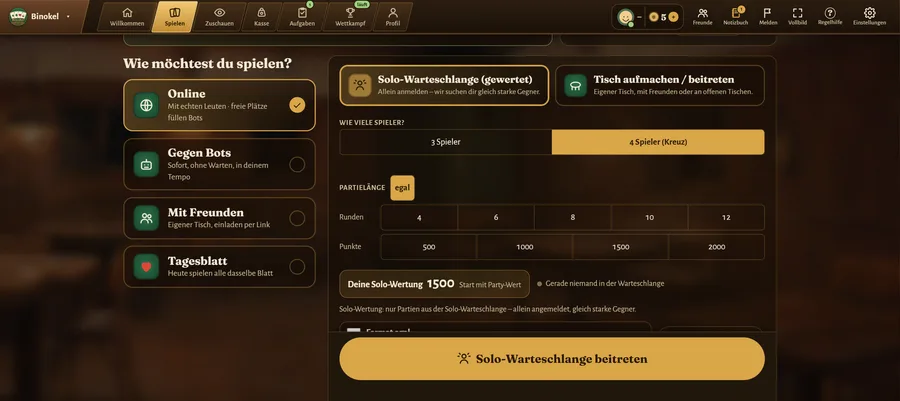 Binokel
Willkommen
Spielen
Zuschauen
Kasse
5
Aufgaben
läuft
Wettkampf
Profil
5
Freunde
Notizbuch
Melden
Vollbild
Regelhilfe
Einstellungen
Wie möchtest du spielen?
Online
Mit echten Leuten · freie Plätze
füllen Bots
Gegen Bots
Sofort, ohne Warten, in deinem
Tempo
Mit Freunden
Eigener Tisch, einladen per Link
Tagesblatt
Heute spielen alle dasselbe Blatt
Solo-Warteschlange (gewertet)
Allein anmelden – wir suchen dir gleich starke Gegner.
Tisch aufmachen / beitreten
Eigener Tisch, mit Freunden oder an offenen Tischen.
WIE VIELE SPIELER?
3 Spieler
4 Spieler (Kreuz)
PARTIELÄNGE
egal
Runden
4
6
8
10
12
Punkte
500
1000
1500
2000
Deine Solo-Wertung 1500 Start mit Party-Wert
Gerade niemand in der Warteschlange
Solo-Wertung: nur Partien aus der Solo-Warteschlange – allein angemeldet, gleich starke Gegner.
Solo-Warteschlange beitreten